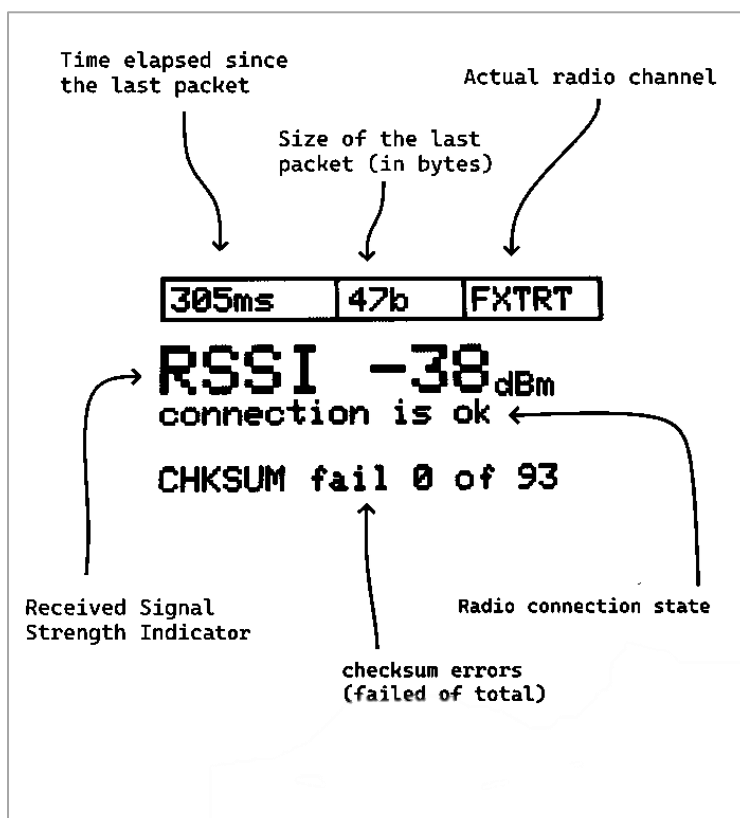 Time elapsed since
the last packet
Actual radio channel
Size of the last
packet (in bytes)
305ms 47b FXTRT
RSSI -38dBm
connection is ok
CHKSUM fail 0 of 93
Received Signal
Strength Indicator
Radio connection state
checksum errors
(failed of total)